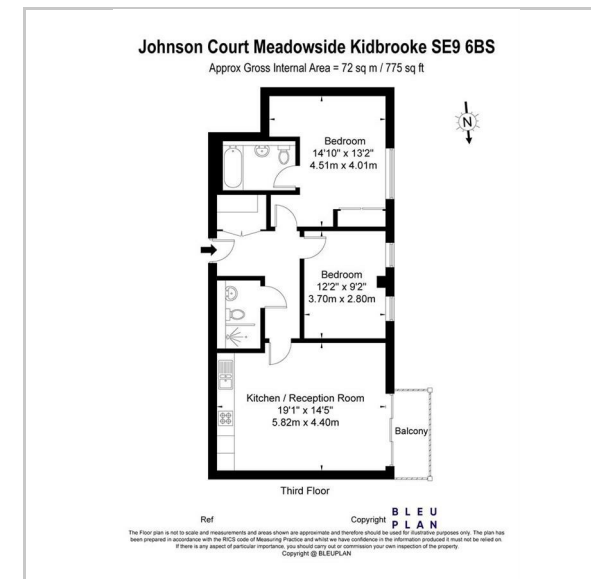 Johnson Court Meadowside Kidbrooke SE9 6BS
Approx Gross Internal Area = 72 sq m / 775 sq ft
N
Bedroom
14'10" x 13'2"
4.51m x 4.01m
Bedroom
12'2" x 9'2"
3.70m x 2.80m
Kitchen / Reception Room
19'1" x 14'5"
5.82m x 4.40m
Balcony
Third Floor
Ref
Copyright
BLEU
PLAN
The Floor plan is not to scale and measurements and areas shown are approximate and therefore should be used for illustrative purposes only. The plan has
been prepared in accordance with the RICS code of Measuring Practice and whilst we have confidence in the information produced it must not be relied on.
If there is any aspect of particular importance, you should carry out or commission your own inspection of the property.
Copyright @ BLEUPLAN